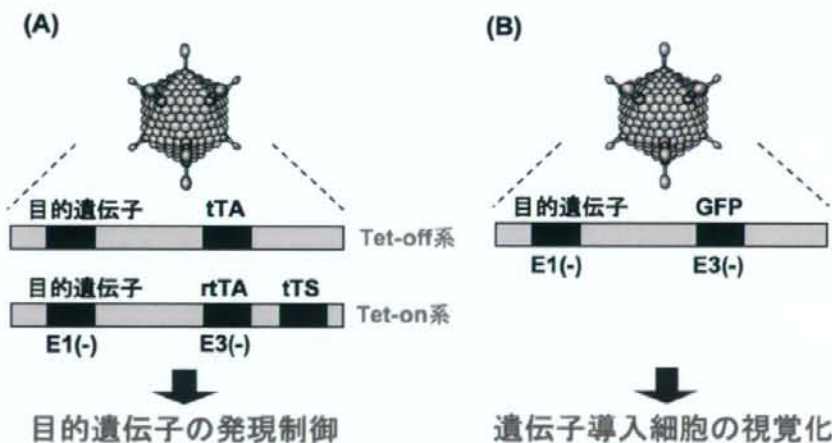 (A)
目的遺伝子 tTA
Tet-off系
目的遺伝子 rtTA tTS
Tet-on系
E1(-) E3(-)
目的遺伝子の発現制御
(B)
目的遺伝子 GFP
E1(-) E3(-)
遺伝子導入細胞の視覚化